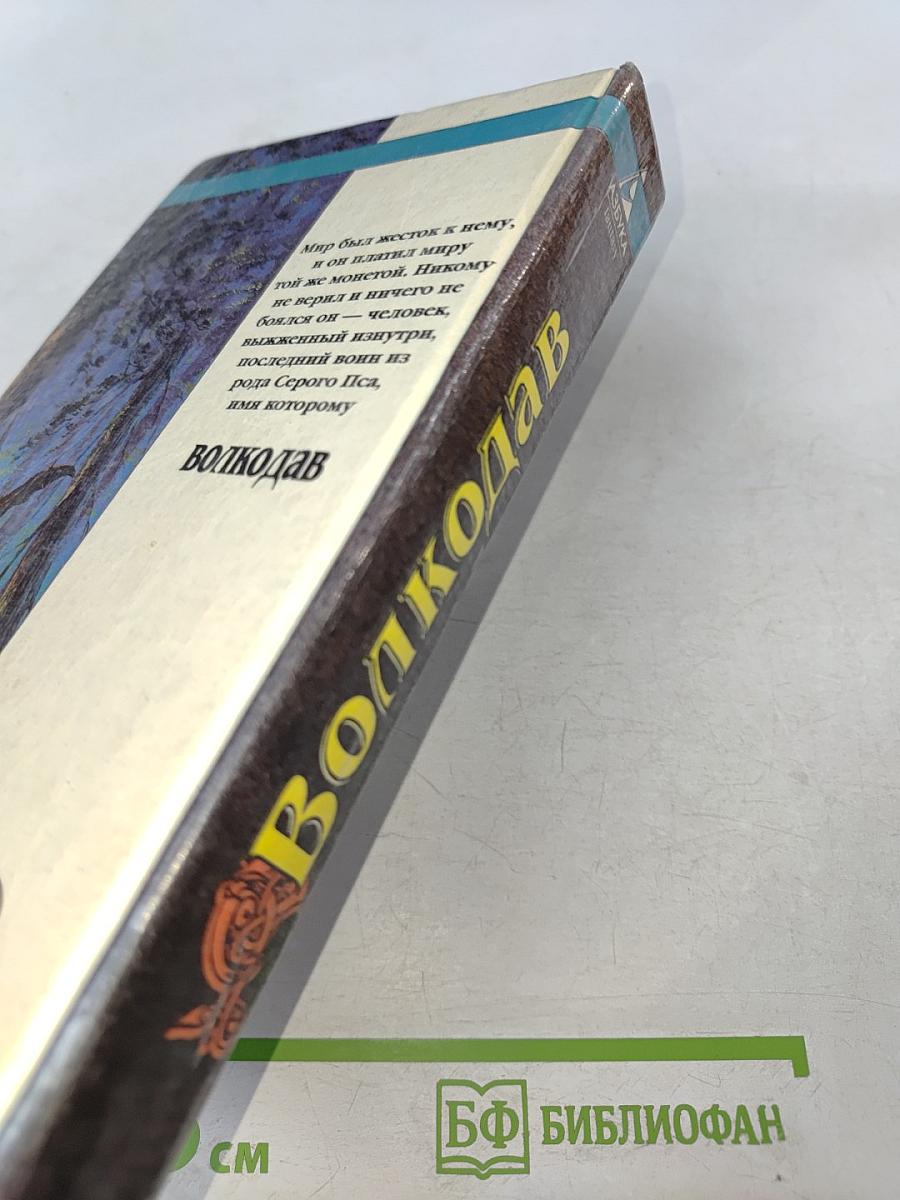 Мир был жесток к нему,
и он платил миру
той же монетой. Никому
не верил и ничего не
боялся он — человек,
выжженный изнутри,
последний воин из
рода Серого Пса,
имя которому
ВОЛКОДАВ
ВОЛКОДАВ
АЗБУКА
см
БФ БИБЛИОФАН